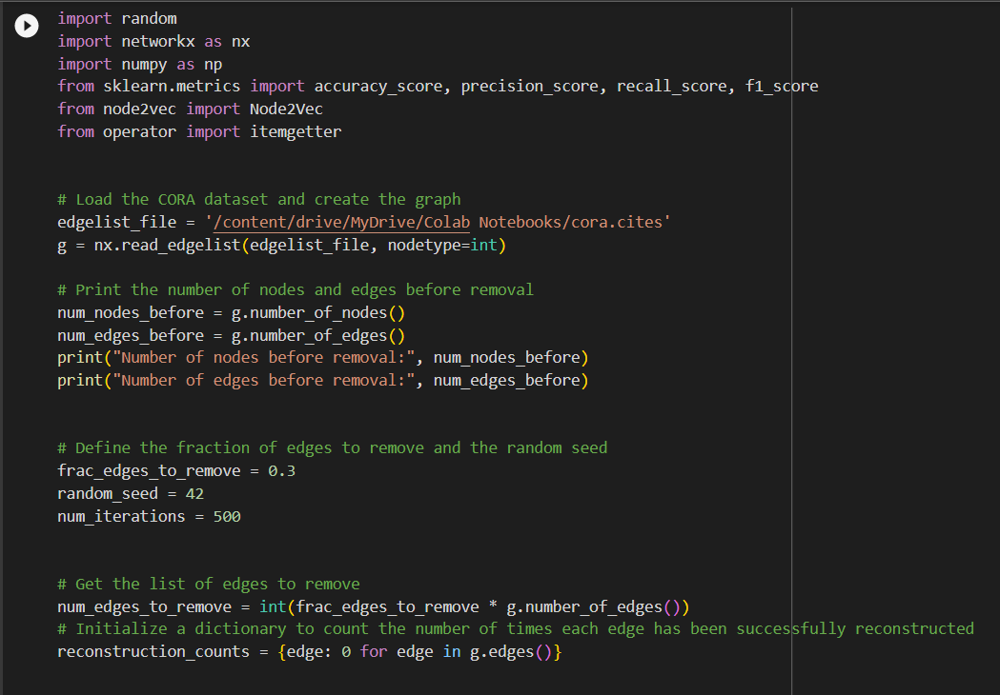 import random
import networkx as nx
import numpy as np
from sklearn.metrics import accuracy_score, precision_score, recall_score, f1_score
from node2vec import Node2Vec
from operator import itemgetter
# Load the CORA dataset and create the graph
edgelist_file = '/content/drive/MyDrive/Colab Notebooks/cora.cites'
g = nx.read_edgelist(edgelist_file, nodetype=int)
# Print the number of nodes and edges before removal
num_nodes_before = g.number_of_nodes()
num_edges_before = g.number_of_edges()
print("Number of nodes before removal:", num_nodes_before)
print("Number of edges before removal:", num_edges_before)
# Define the fraction of edges to remove and the random seed
frac_edges_to_remove = 0.3
random_seed = 42
num_iterations = 500
# Get the list of edges to remove
num_edges_to_remove = int(frac_edges_to_remove * g.number_of_edges())
# Initialize a dictionary to count the number of times each edge has been successfully reconstructed
reconstruction_counts = {edge: 0 for edge in g.edges()}